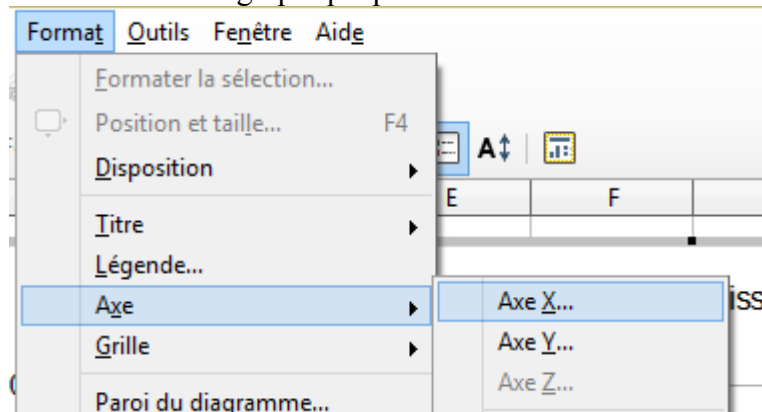 Format Outils Fenêtre Aide
Formater la sélection...
Position et taille... F4
Disposition
A
E F
Titre
Légende...
Axe
Axe X...
iss
Grille
Axe Y...
Axe Z...
Paroi du diagramme...